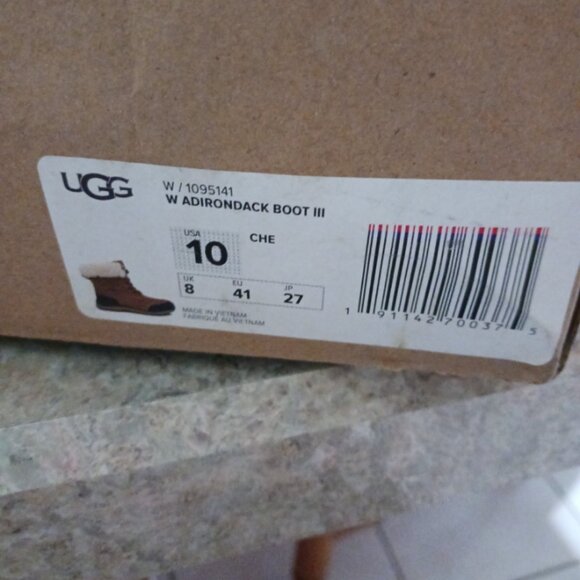 UGG
W / 1095141
W ADIRONDACK BOOT III
USA
10
CHE
UK EU JP
8 41 27
MADE IN VIETNAM
FABRIQUÉ AU VIETNAM
1 91142 70037 5